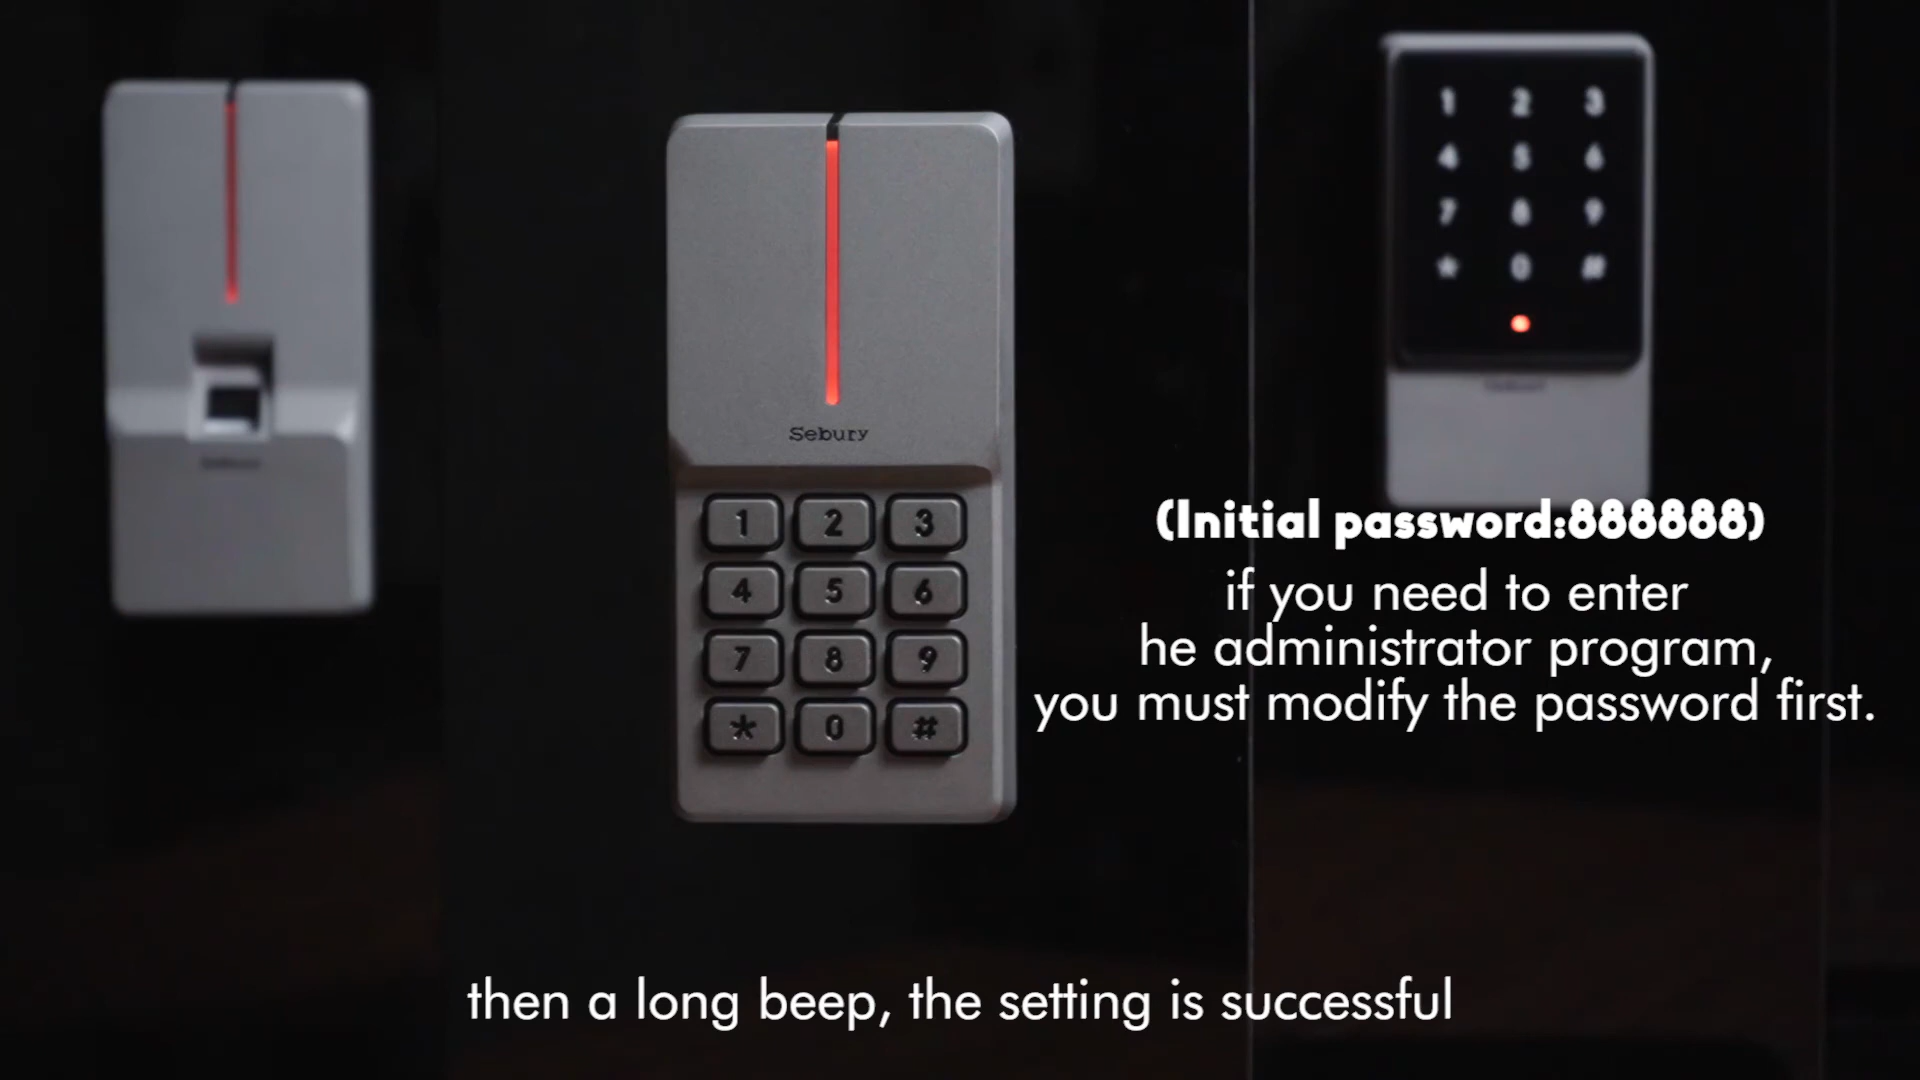 1 2 3
4 5 6
7 8 9
* 0 #
Sebury
1 2 3
4 5 6
7 8 9
* 0 #
(Initial password:888888)
if you need to enter
he administrator program,
you must modify the password first.
then a long beep, the setting is successful